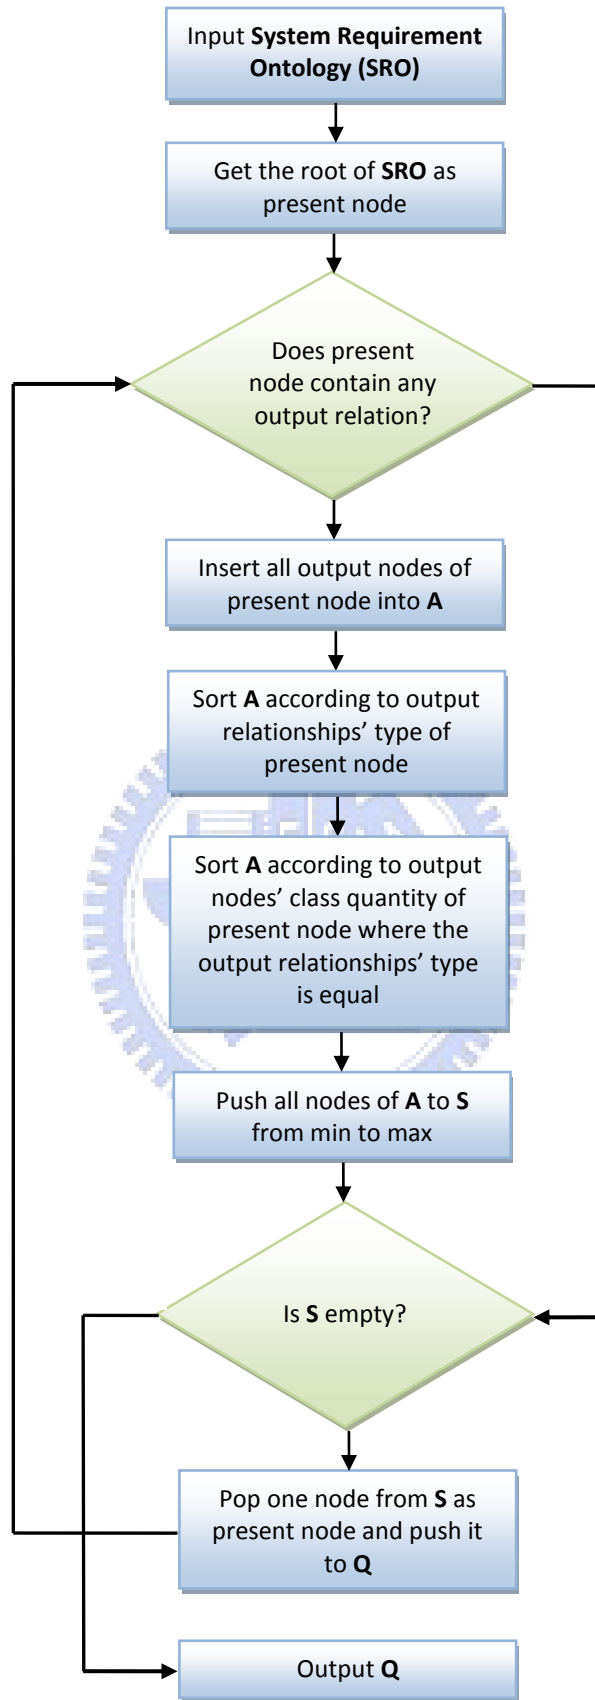 Input System Requirement
Ontology (SRO)
Get the root of SRO as
present node
Does present
node contain any
output relation?
Insert all output nodes of
present node into A
Sort A according to output
relationships’ type of
present node
Sort A according to output
nodes’ class quantity of
present node where the
output relationships’ type
is equal
Push all nodes of A to S
from min to max
Is S empty?
Pop one node from S as
present node and push it
to Q
Output Q